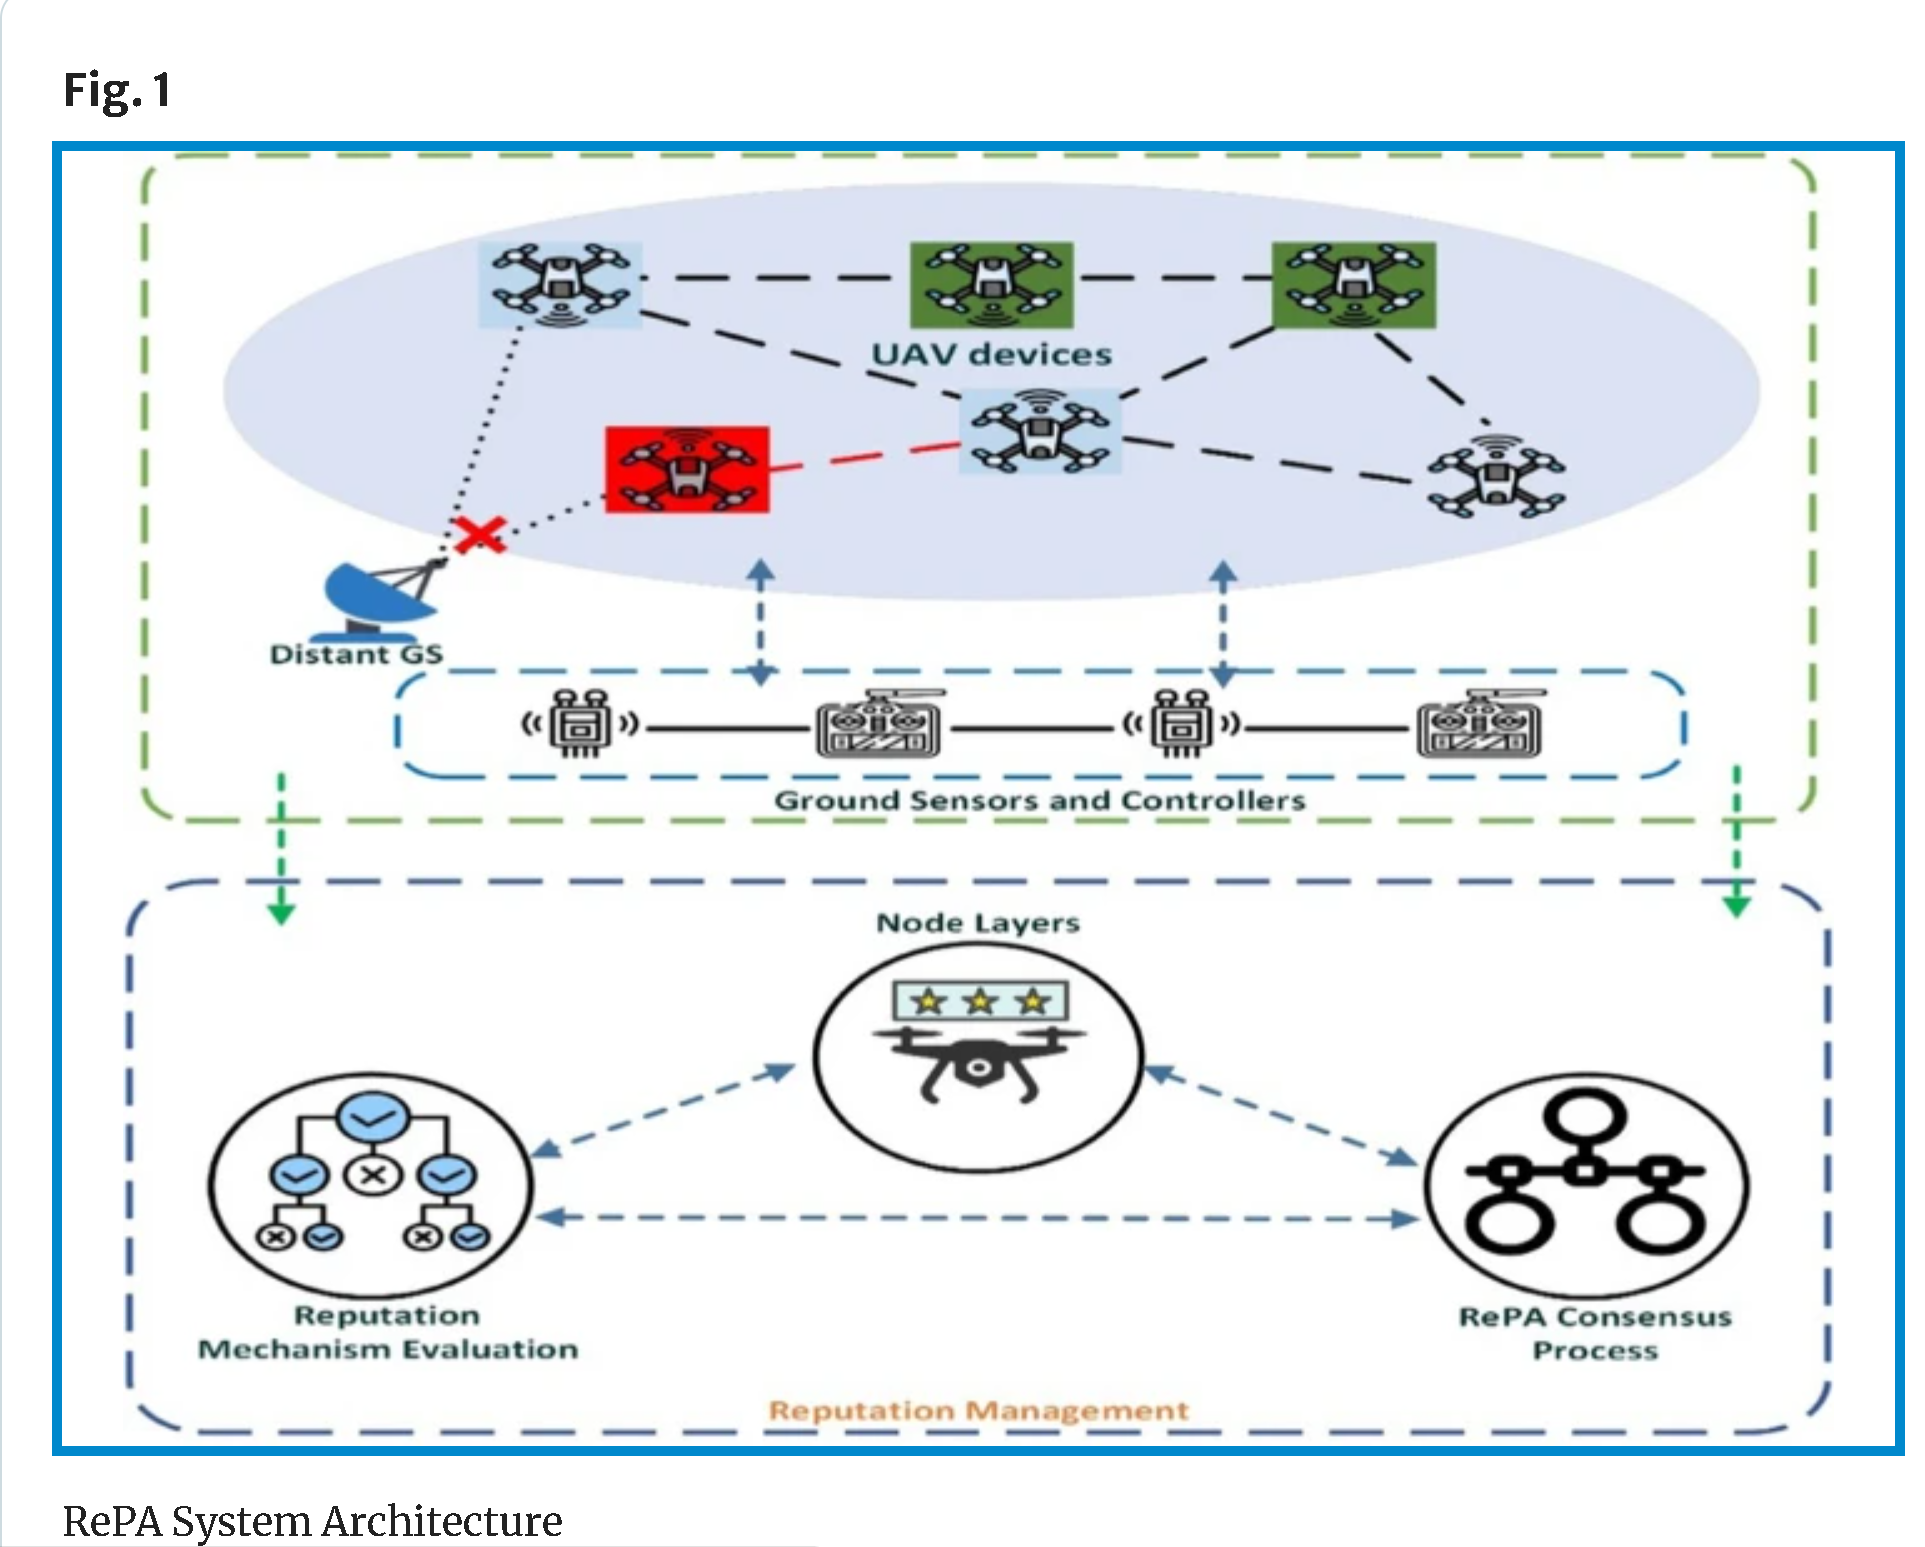 Fig. 1
UAV devices
Distant GS
Ground Sensors and Controllers
Node Layers
Reputation
Mechanism Evaluation
RePA Consensus
Process
Reputation Management
RePA System Architecture